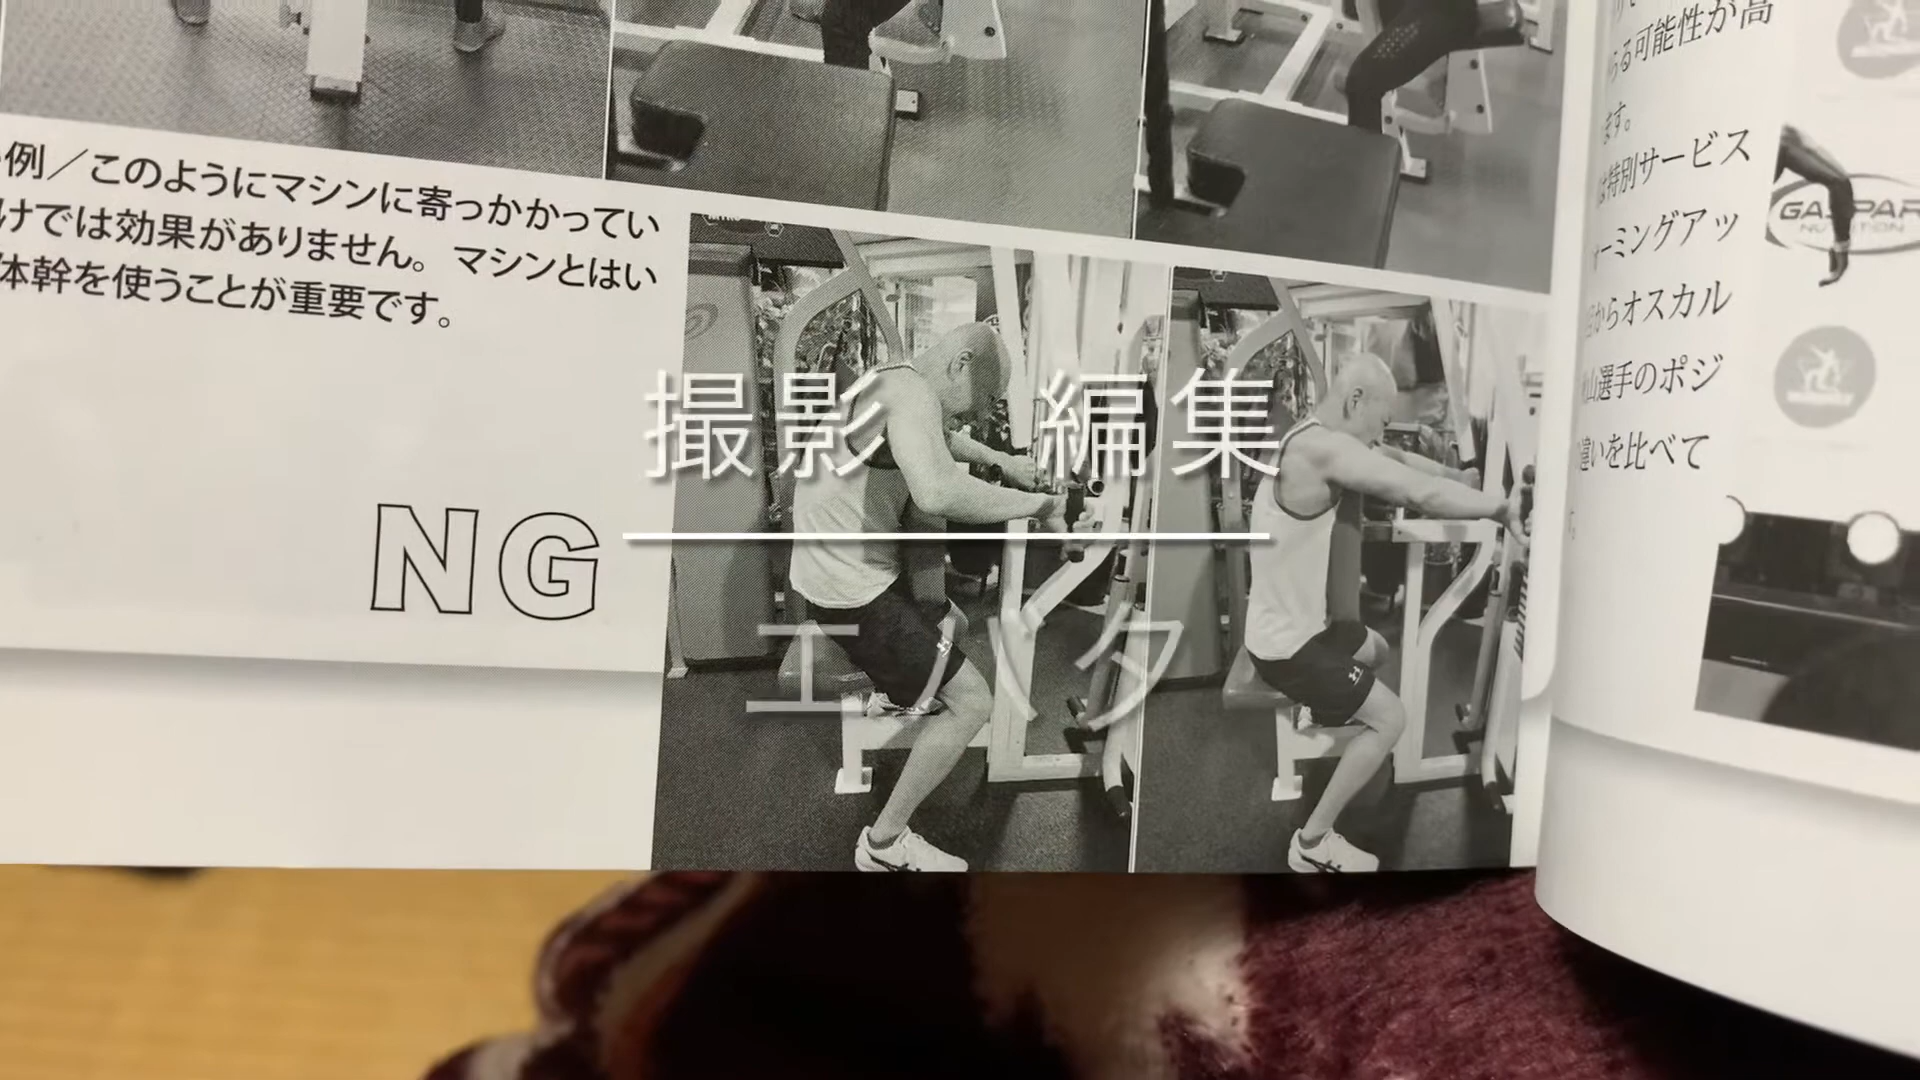 例／このようにマシンに寄っかかってい
けでは効果がありません。マシンとはい
体幹を使うことが重要です。
NG
撮影 編集
エバタ
る可能性が高
ます。
特別サービス
ーミングアッ
からオスカル
山選手のポジ
違いを比べて
GASPAR
NUTRITION